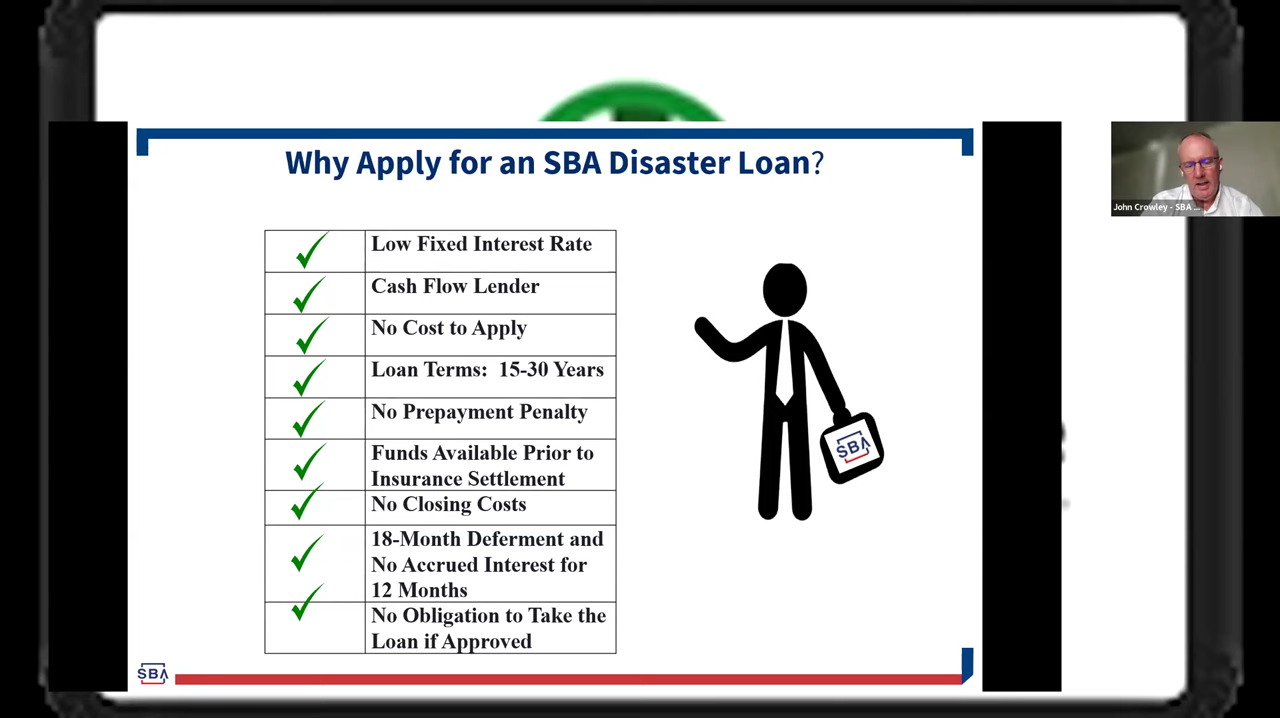 Why Apply for an SBA Disaster Loan?
Low Fixed Interest Rate
Cash Flow Lender
No Cost to Apply
Loan Terms: 15-30 Years
No Prepayment Penalty
Funds Available Prior to
Insurance Settlement
No Closing Costs
18-Month Deferment and
No Accrued Interest for
12 Months
No Obligation to Take the
Loan if Approved
SBA
SBA
John Crowley - SBA ...